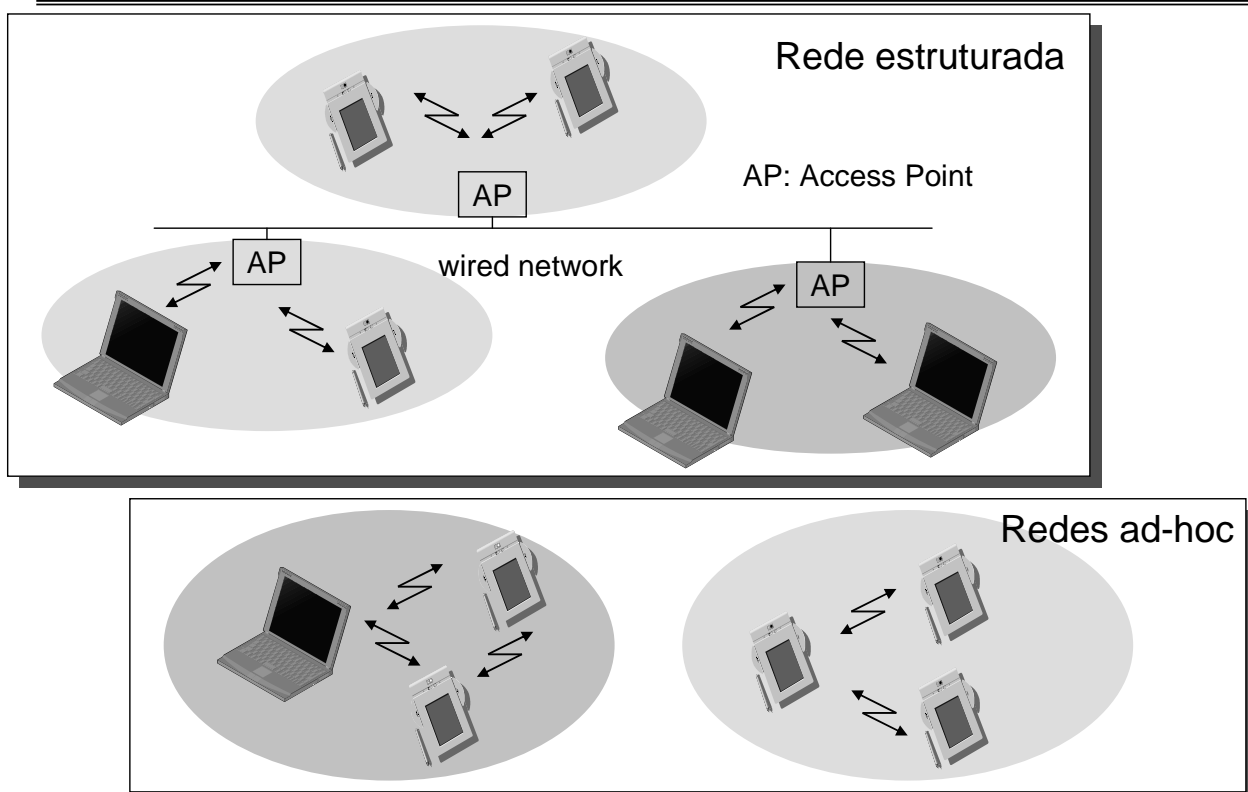 Rede estruturada
AP: Access Point
AP
AP
wired network
AP
Redes ad-hoc